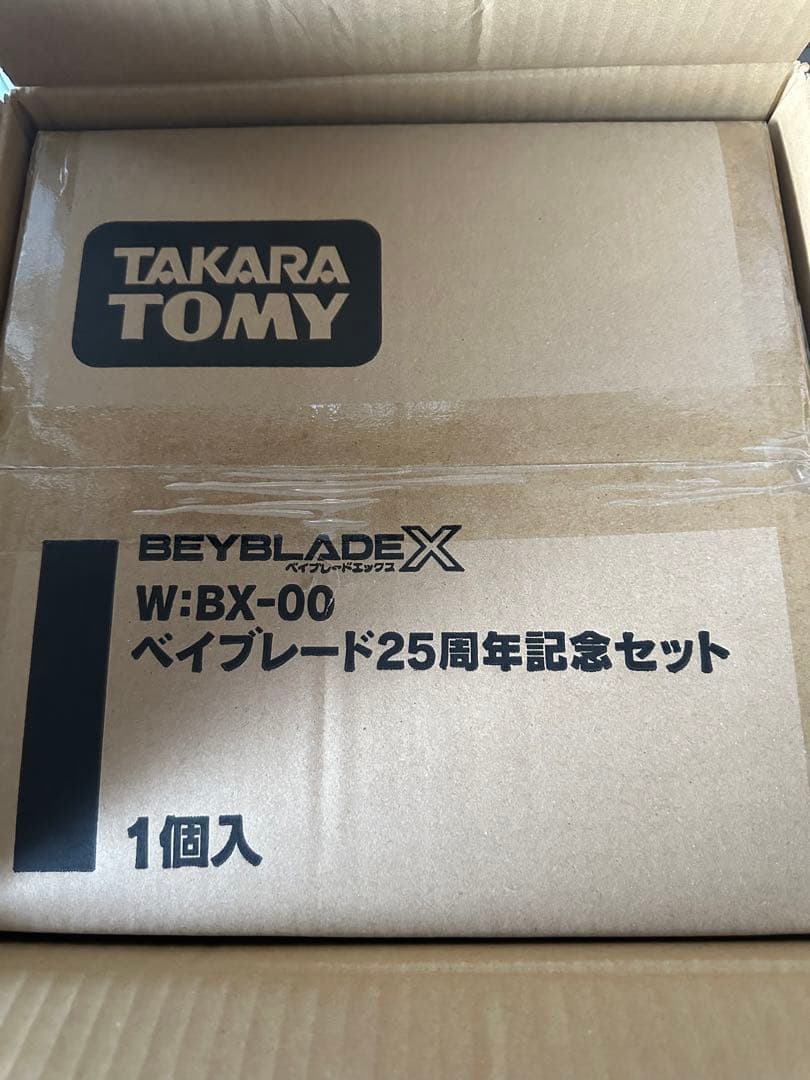 TAKARA
TOMY
BEYBLADE X
ベイブレードエックス
W:BX-00
ベイブレード25周年記念セット
1個入